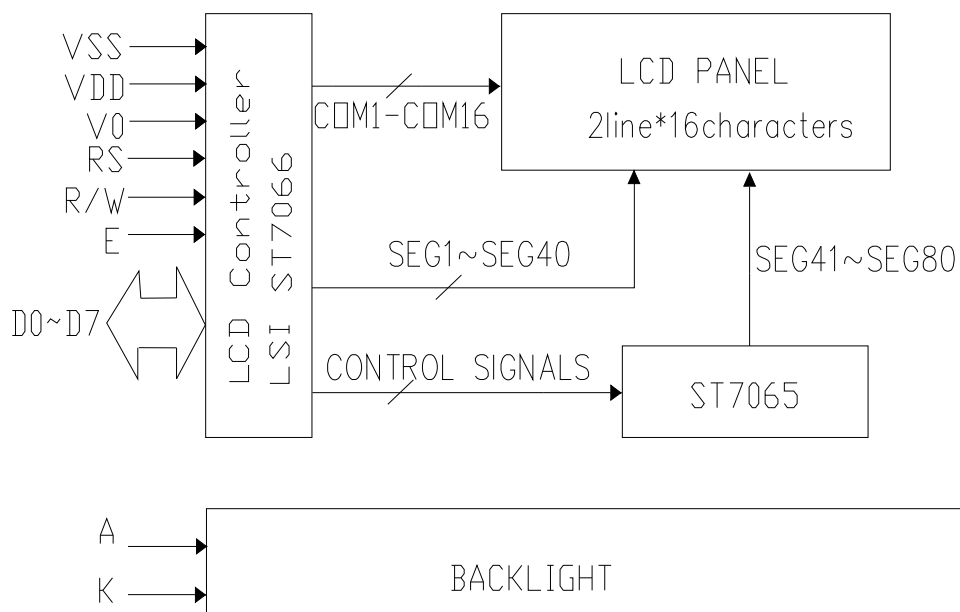 VSS
VDD
V0
RS
R/W
E
D0~D7
LCD Controller
LSI ST7066
COM1-COM16
LCD PANEL
2line*16characters
SEG1~SEG40
SEG41~SEG80
CONTROL SIGNALS
ST7065
A
K
BACKLIGHT